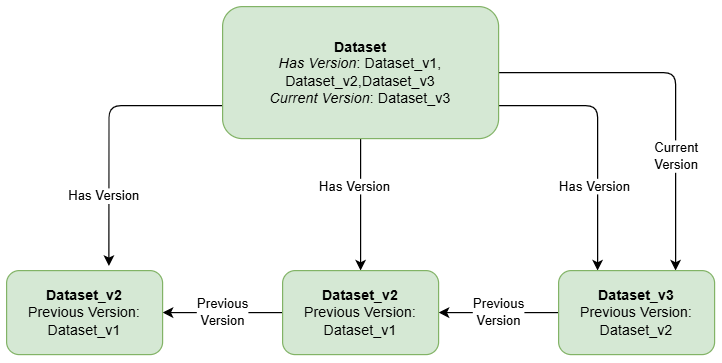 Dataset
Has Version: Dataset_v1,
Dataset_v2,Dataset_v3
Current Version: Dataset_v3
Current
Version
Has Version
Has Version
Has Version
Dataset_v2
Previous Version:
Dataset_v1
Previous
Version
Dataset_v2
Previous Version:
Dataset_v1
Previous
Version
Dataset_v3
Previous Version:
Dataset_v2